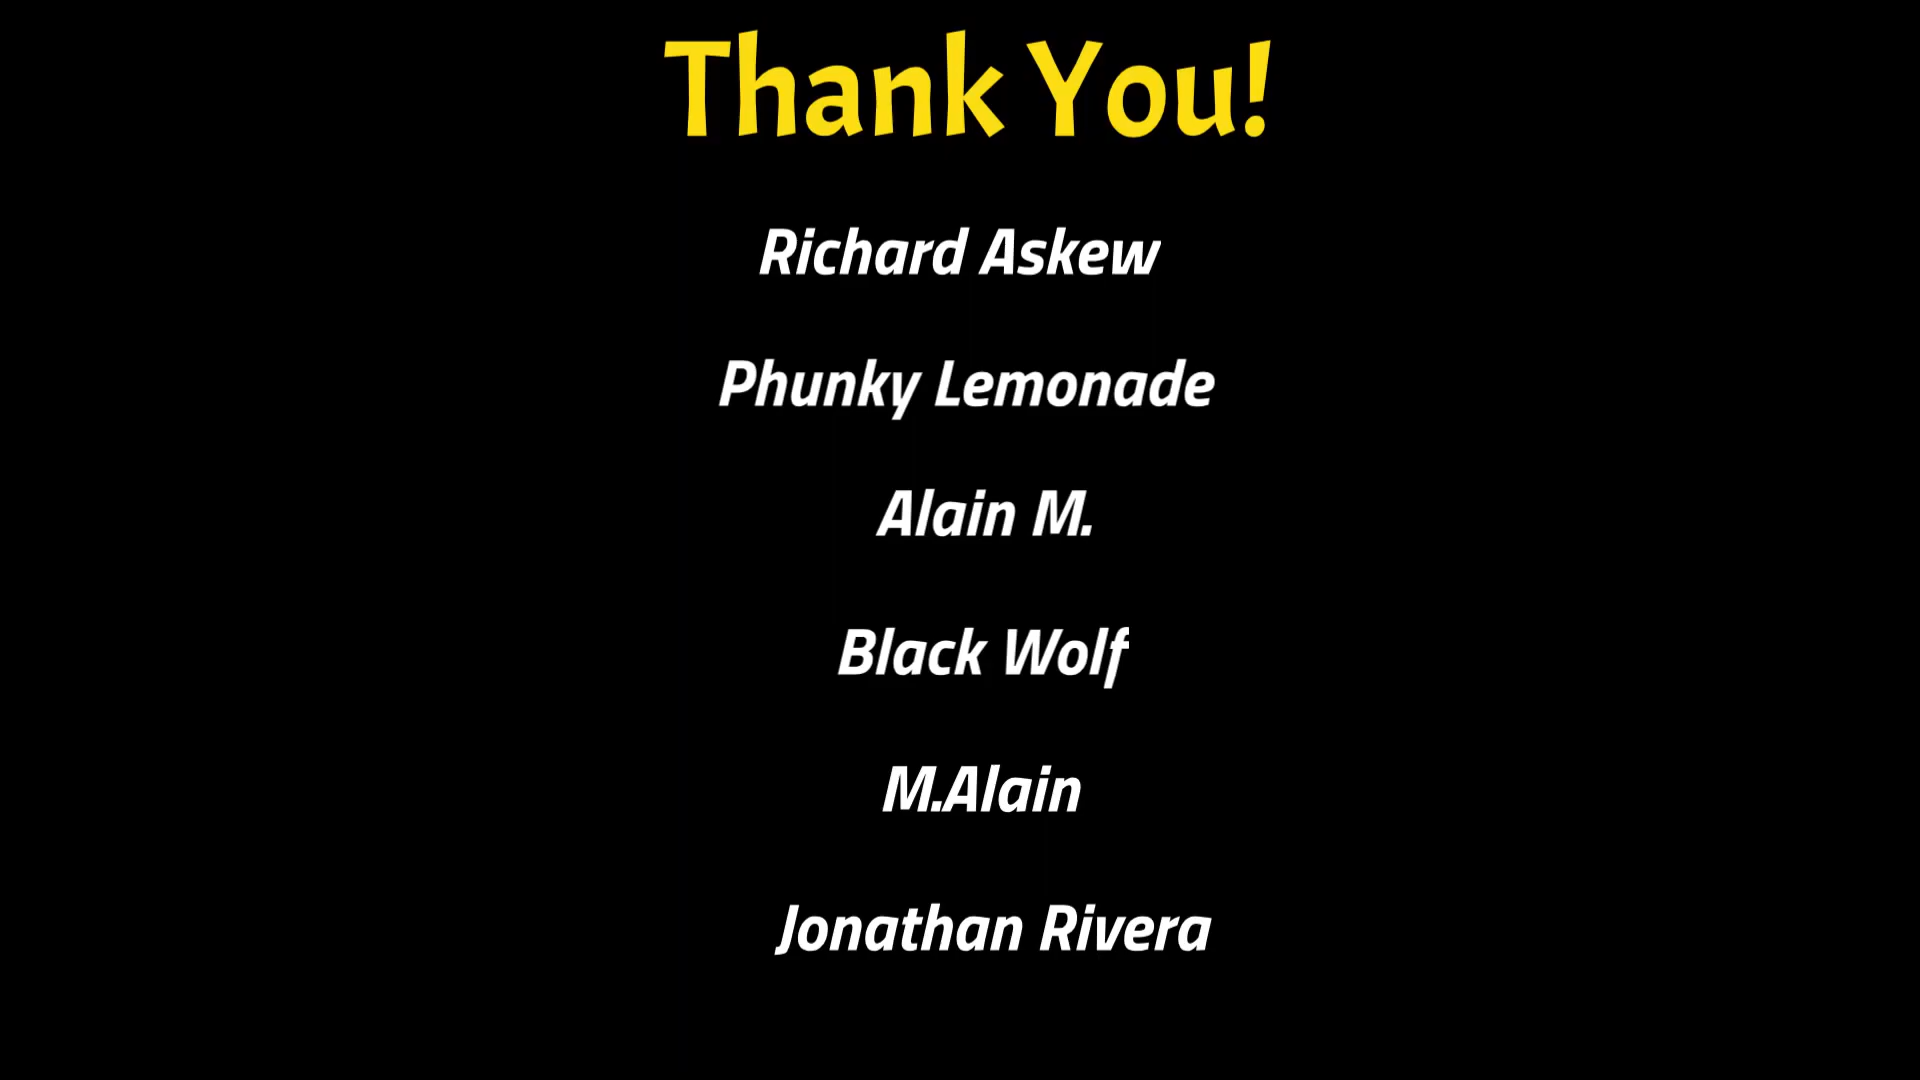 Thank You!
Richard Askew
Phunky Lemonade
Alain M.
Black Wolf
M.Alain
Jonathan Rivera